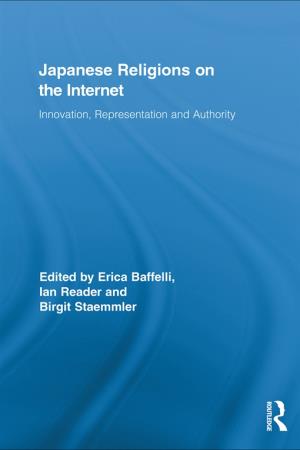 Japanese Religions on
the Internet
Innovation, Representation and Authority
Edited by Erica Baffelli,
Ian Reader and
Birgit Staemmler
ROUTLEDGE